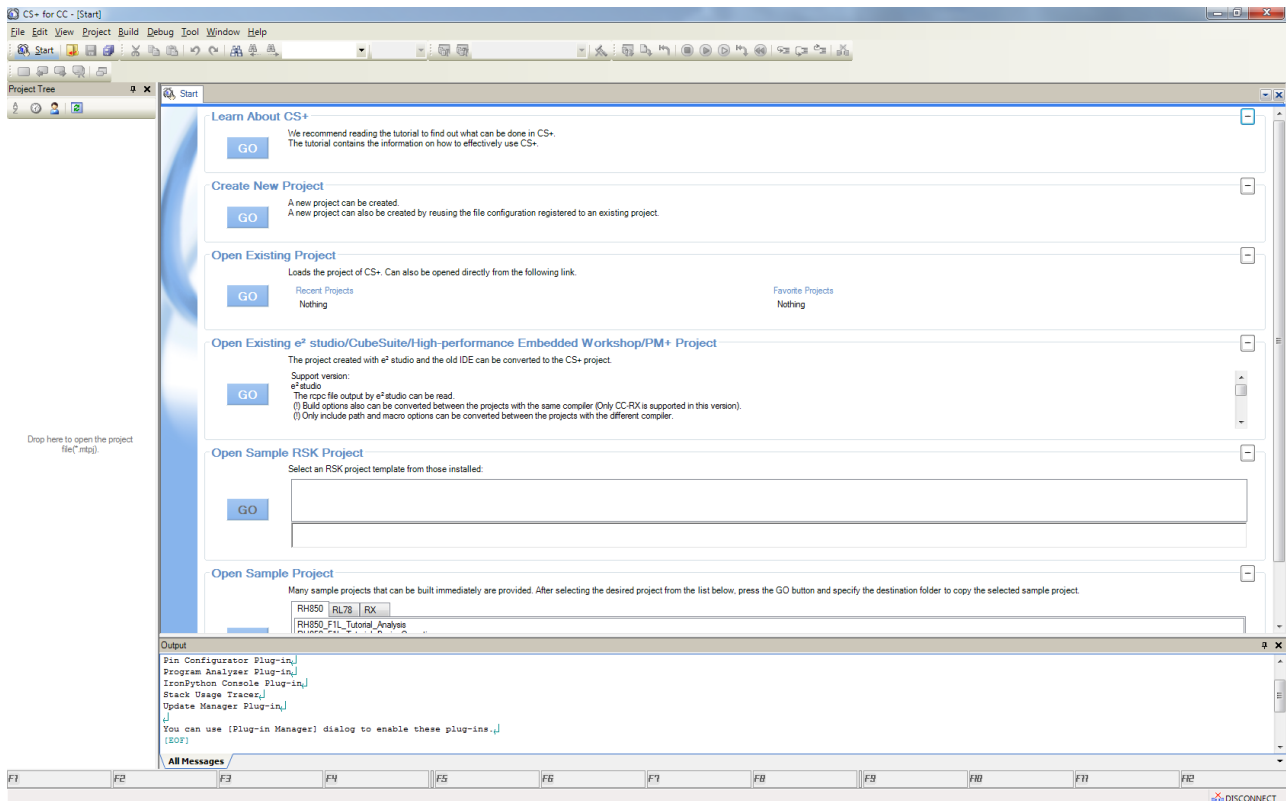 CS+ for CC - [Start]
File Edit View Project Build Debug Tool Window Help
Start
Project Tree
Start
Learn About CS+
GO
We recommend reading the tutorial to find out what can be done in CS+.
The tutorial contains the information on how to effectively use CS+.
Create New Project
GO
A new project can be created.
A new project can also be created by reusing the file configuration registered to an existing project.
Open Existing Project
Loads the project of CS+. Can also be opened directly from the following link.
GO
Recent Projects
Favorite Projects
Nothing
Nothing
Open Existing e² studio/CubeSuite/High-performance Embedded Workshop/PM+ Project
The project created with e² studio and the old IDE can be converted to the CS+ project.
GO
Support version:
e² studio
The rcpc file output by e² studio can be read.
(!) Build options also can be converted between the projects with the same compiler (Only CC-RX is supported in this version).
(!) Only include path and macro options can be converted between the projects with the different compiler.
Drop here to open the project
file(*.mtpj).
Open Sample RSK Project
Select an RSK project template from those installed:
GO
Open Sample Project
Many sample projects that can be built immediately are provided. After selecting the desired project from the list below, press the GO button and specify the destination folder to copy the selected sample project.
RH850 RL78 RX
RH850_F1L_Tutorial_Analysis
Output
Pin Configurator Plug-in
Program Analyzer Plug-in
IronPython Console Plug-in
Stack Usage Tracer
Update Manager Plug-in
You can use [Plug-in Manager] dialog to enable these plug-ins.
[EOF]
All Messages
F1 F2 F3 F4 F5 F6 F7 F8 F9 F10 F11 F12
DISCONNECT